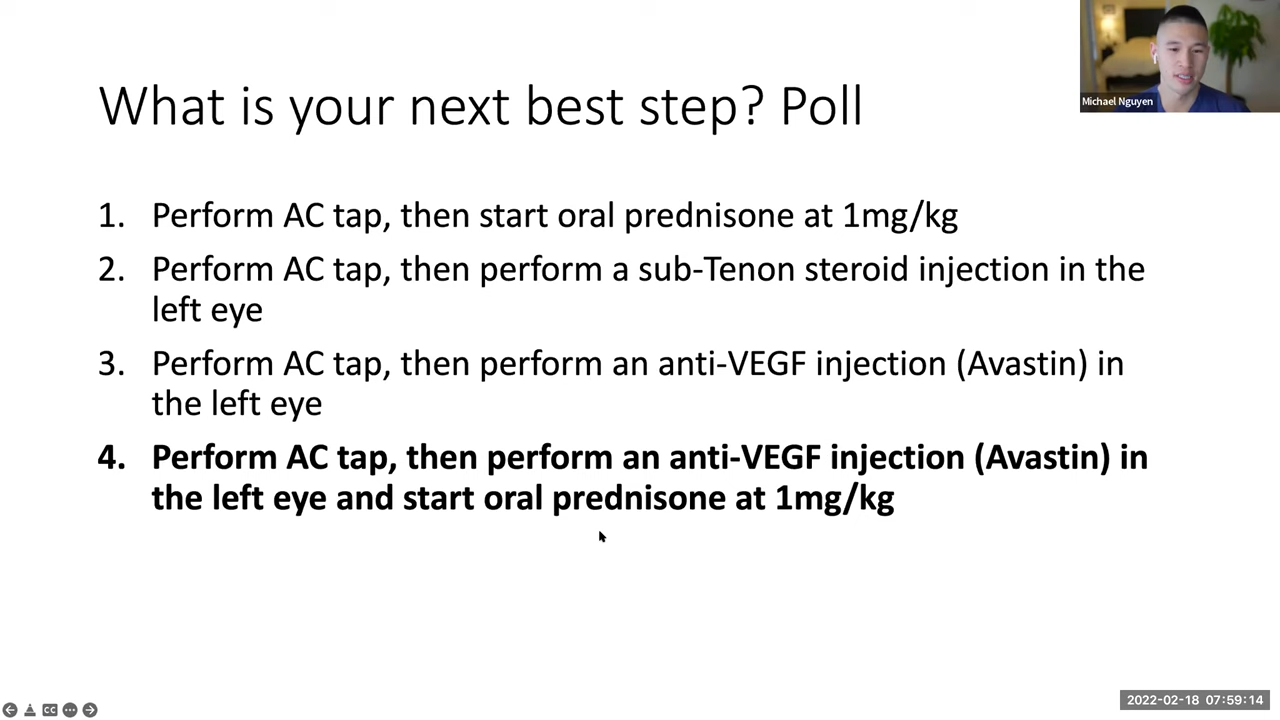 What is your next best step? Poll
Michael Nguyen
1. Perform AC tap, then start oral prednisone at 1mg/kg
2. Perform AC tap, then perform a sub-Tenon steroid injection in the
left eye
3. Perform AC tap, then perform an anti-VEGF injection (Avastin) in
the left eye
4. Perform AC tap, then perform an anti-VEGF injection (Avastin) in
the left eye and start oral prednisone at 1mg/kg
CC
2022-02-18 07:59:14